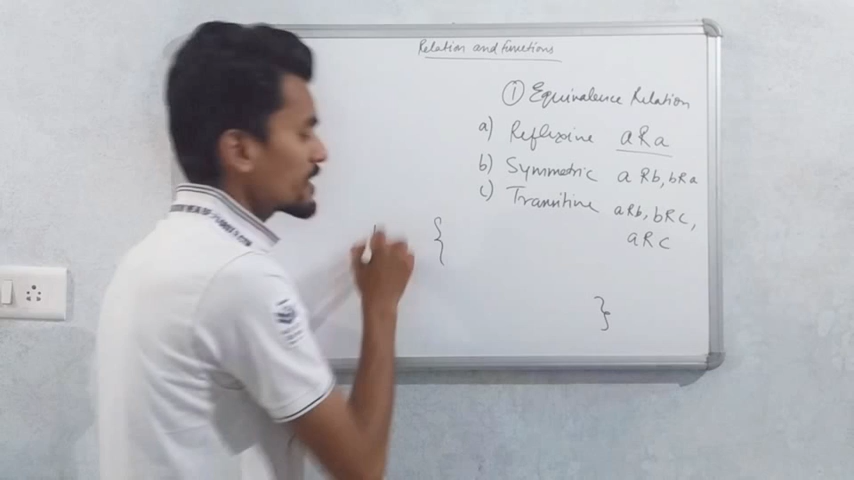 Relation and functions
① Equivalence Relation
a) Reflexive aRa
b) Symmetric aRb, bRa
c) Transitive aRb, bRc,
aRc
{
}